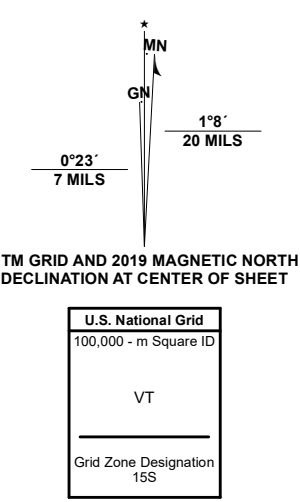 ★
MN
GN
1°8´
20 MILS
0°23´
7 MILS
TM GRID AND 2019 MAGNETIC NORTH
DECLINATION AT CENTER OF SHEET
U.S. National Grid
100,000 - m Square ID
VT
Grid Zone Designation
15S